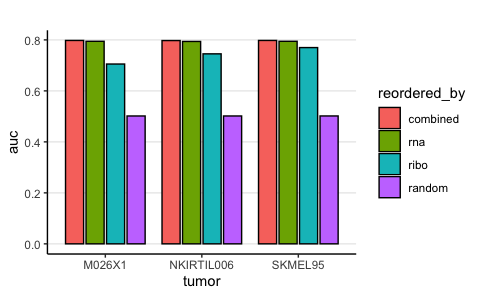 0.8
0.6
0.4
0.2
0.0
auc
M026X1 NKIRTIL006 SKMEL95
tumor
reordered_by
combined
rna
ribo
random